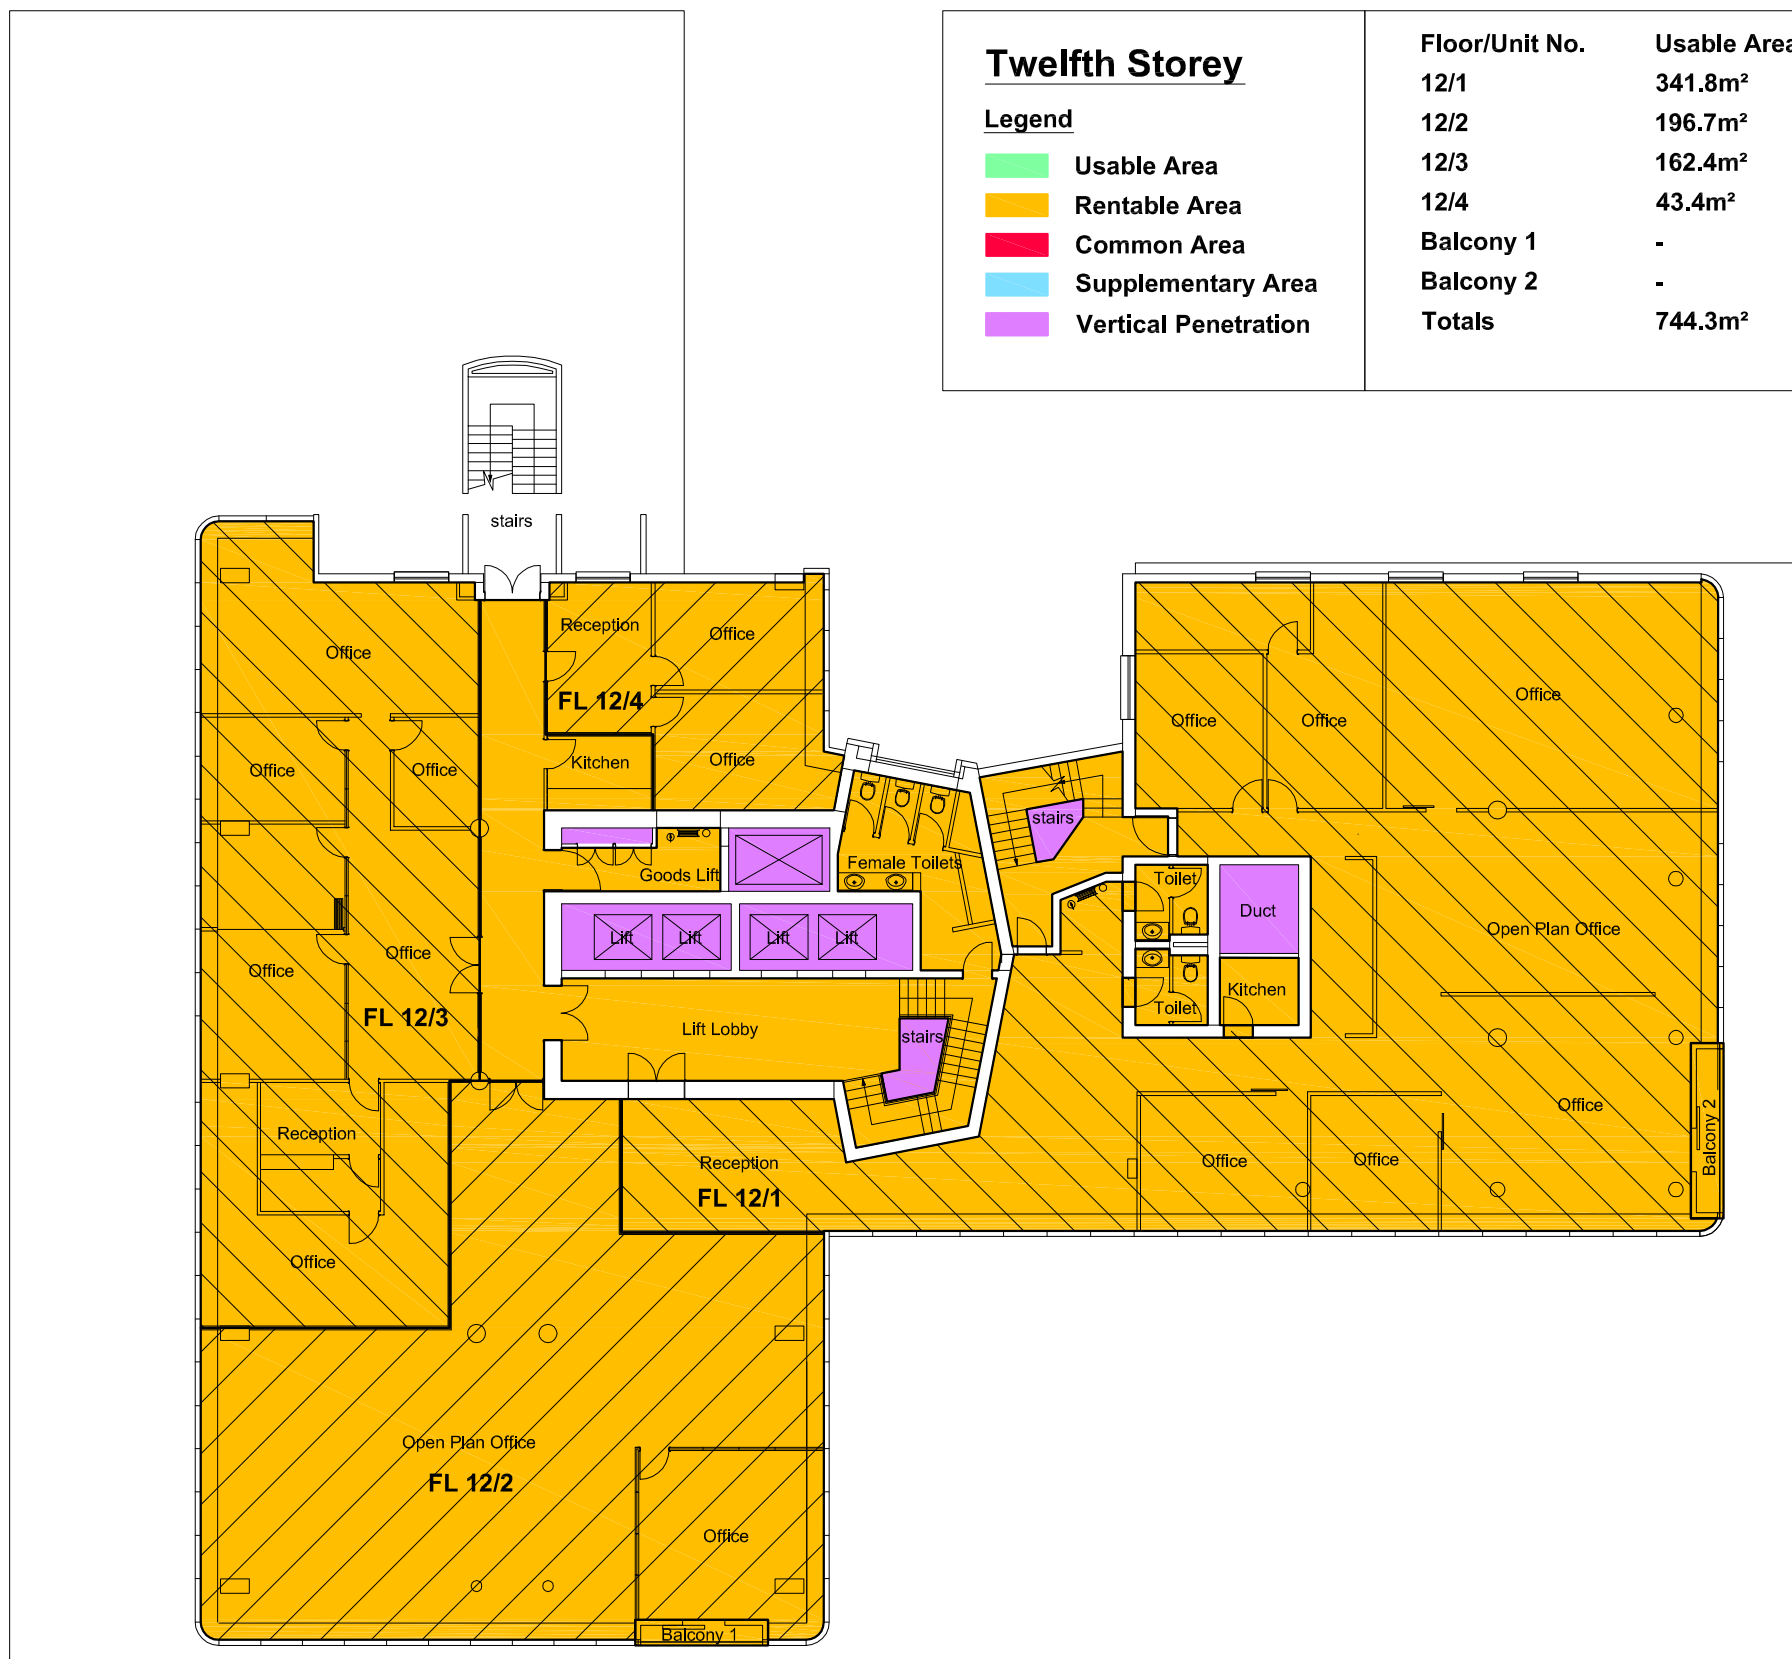 Twelfth Storey
Legend
Usable Area
Rentable Area
Common Area
Supplementary Area
Vertical Penetration
Floor/Unit No. Usable Area
12/1 341.8m²
12/2 196.7m²
12/3 162.4m²
12/4 43.4m²
Balcony 1 -
Balcony 2 -
Totals 744.3m²
stairs
Reception
Office
Office
FL 12/4
Office
Office
Office
Office
Office
Kitchen
Office
Office
stairs
Female Toilets
Goods Lift
Toilet
Duct
Open Plan Office
Lift
Lift
Lift
Lift
Office
Office
Kitchen
Toilet
FL 12/3
Lift Lobby
stairs
Office
Balcony 2
Reception
Reception
Office
Office
FL 12/1
Office
Open Plan Office
FL 12/2
Office
Balcony 1